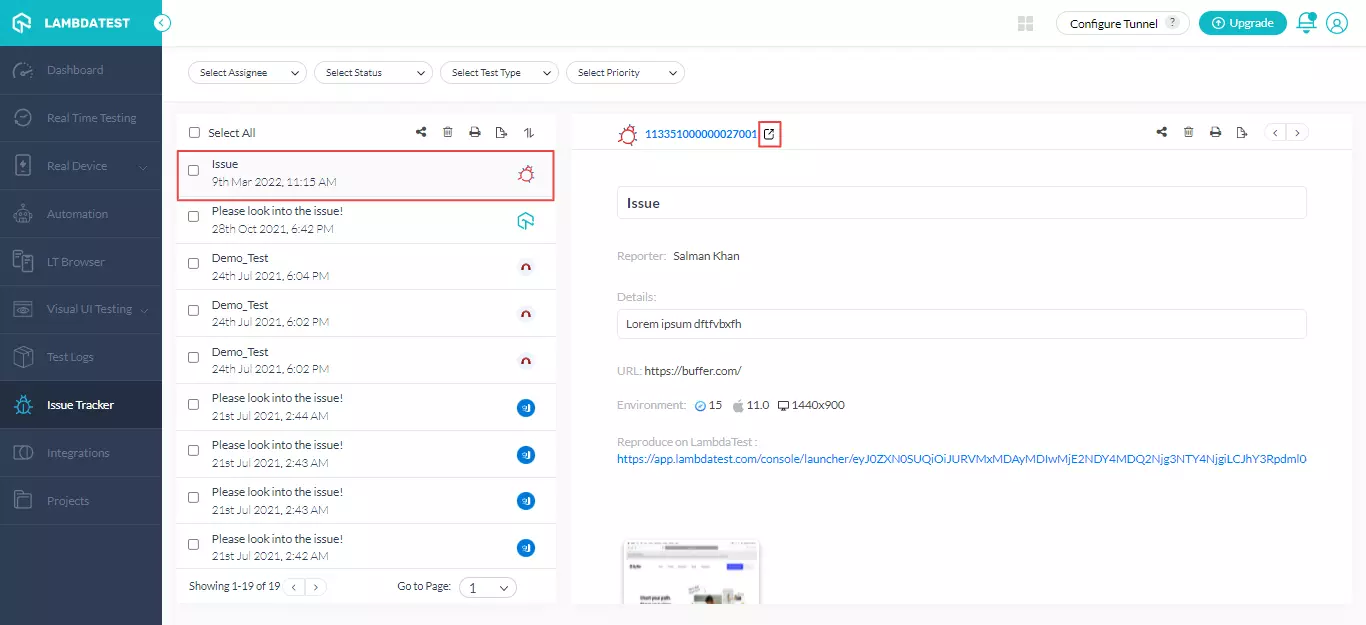 LAMBDATEST
Configure Tunnel ?
Upgrade
Dashboard
Real Time Testing
Real Device
Automation
LT Browser
Visual UI Testing
Test Logs
Issue Tracker
Integrations
Projects
Select Assignee
Select Status
Select Test Type
Select Priority
Select All
Issue
9th Mar 2022, 11:15 AM
Please look into the issue!
28th Oct 2021, 6:42 PM
Demo_Test
24th Jul 2021, 6:04 PM
Demo_Test
24th Jul 2021, 6:02 PM
Demo_Test
24th Jul 2021, 6:02 PM
Please look into the issue!
21st Jul 2021, 2:44 AM
Please look into the issue!
21st Jul 2021, 2:43 AM
Please look into the issue!
21st Jul 2021, 2:43 AM
Please look into the issue!
21st Jul 2021, 2:42 AM
Showing 1-19 of 19
Go to Page: 1
113351000000027001
Issue
Reporter: Salman Khan
Details:
Lorem ipsum dftfvbxfh
URL: https://buffer.com/
Environment: 15 11.0 1440x900
Reproduce on LambdaTest :
https://app.lambdatest.com/console/launcher/eyJ0ZXN0SUQiOiJURVMxMDAyMDIwMjE2NDY4MDQ2Njg3NTY4NjgiLCJhY3Rpdml0